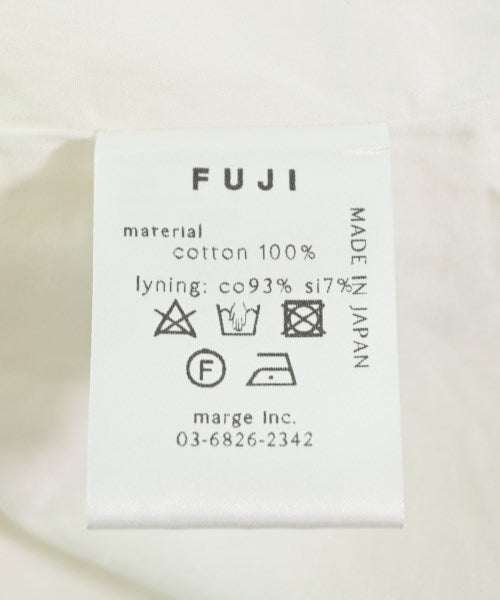 FUJI
material
cotton 100%
lyning: co93% si7%
MADE IN JAPAN
F
marge Inc.
03-6826-2342